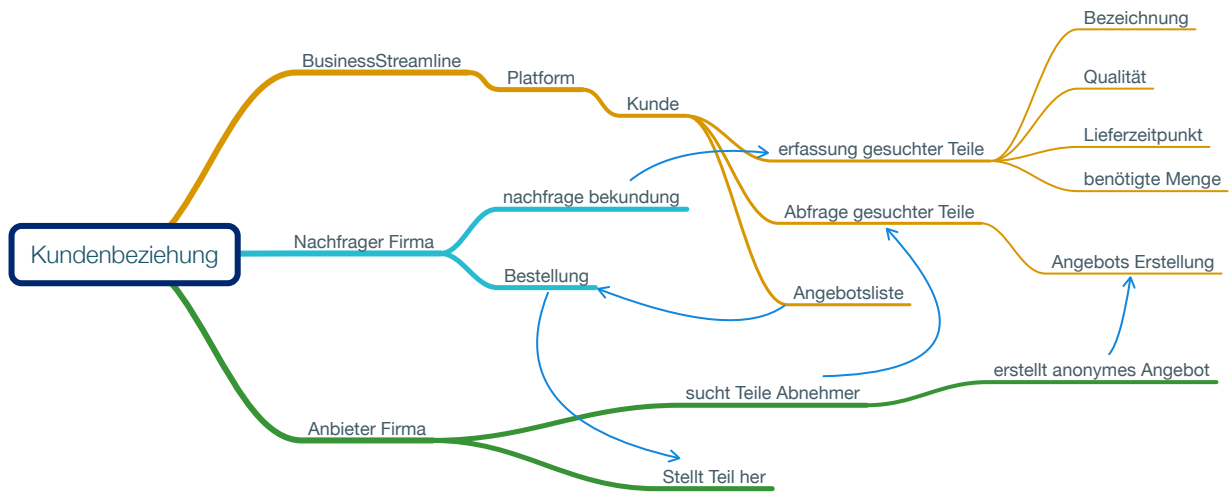 Bezeichnung
BusinessStreamline
Platform
Qualität
Kunde
Lieferzeitpunkt
erfassung gesuchter Teile
benötigte Menge
nachfrage bekundung
Abfrage gesuchter Teile
Kundenbeziehung
Nachfrager Firma
Angebots Erstellung
Bestellung
Angebotsliste
erstellt anonymes Angebot
sucht Teile Abnehmer
Anbieter Firma
Stellt Teil her